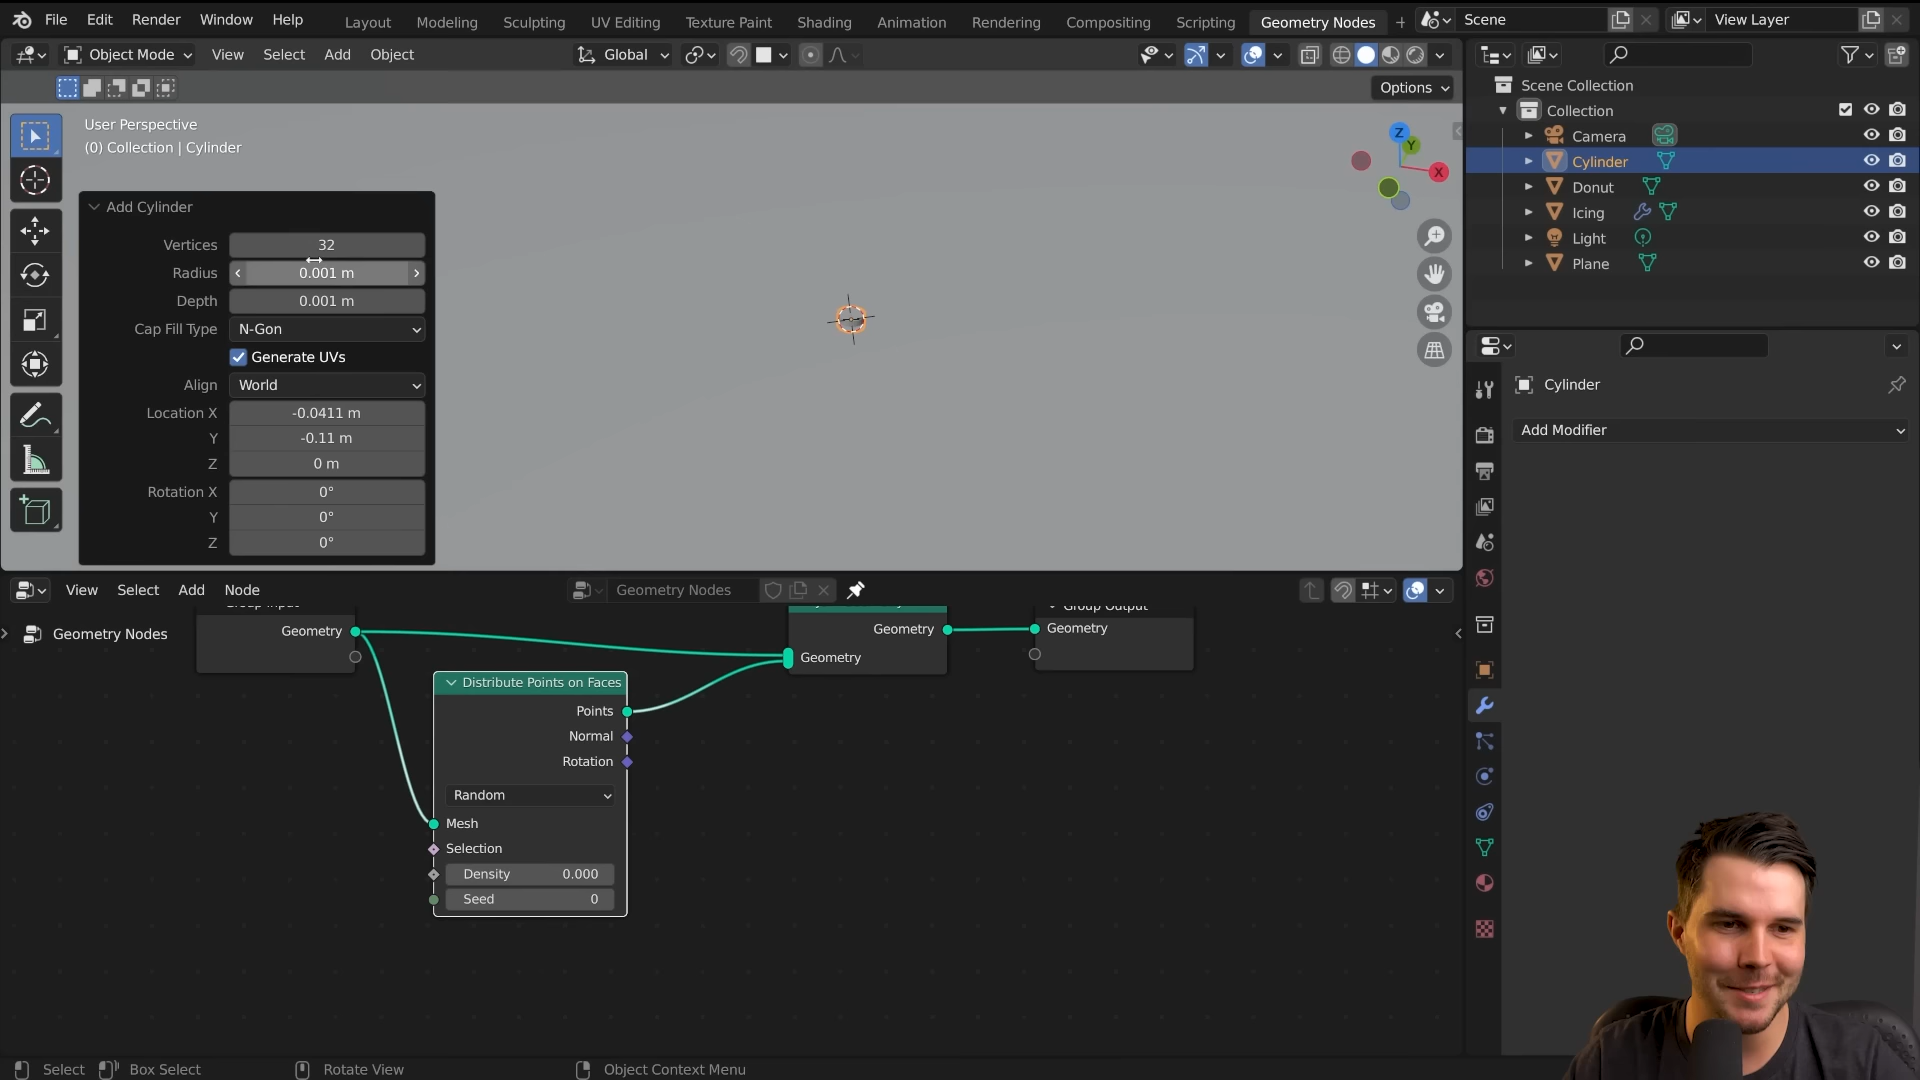 File Edit Render Window Help
Layout Modeling Sculpting UV Editing Texture Paint Shading Animation Rendering Compositing Scripting Geometry Nodes +
Scene
View Layer
Object Mode View Select Add Object
Global
Options
User Perspective
(0) Collection | Cylinder
Z
Y
X
Add Cylinder
Vertices 32
Radius 0.001 m
Depth 0.001 m
Cap Fill Type N-Gon
Generate UVs
Align World
Location X -0.0411 m
Y -0.11 m
Z 0 m
Rotation X 0°
Y 0°
Z 0°
Scene Collection
Collection
Camera
Cylinder
Donut
Icing
Light
Plane
Cylinder
Add Modifier
View Select Add Node
Geometry Nodes
Geometry Nodes
Group Input
Geometry
Distribute Points on Faces
Points
Normal
Rotation
Random
Mesh
Selection
Density 0.000
Seed 0
Geometry
Geometry
Group Output
Geometry
Select Box Select Rotate View Object Context Menu